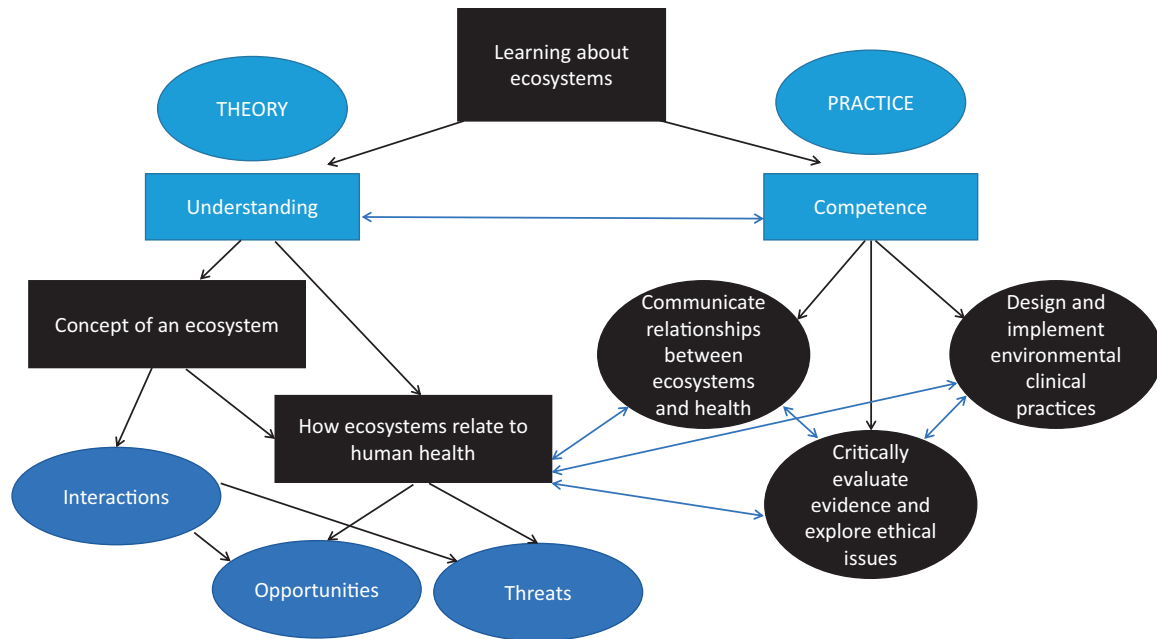 Learning about
ecosystems
THEORY
PRACTICE
Understanding
Competence
Concept of an ecosystem
Communicate
relationships
between
ecosystems
and health
Design and
implement
environmental
clinical
practices
How ecosystems relate to
human health
Critically
evaluate
evidence and
explore ethical
issues
Interactions
Opportunities
Threats